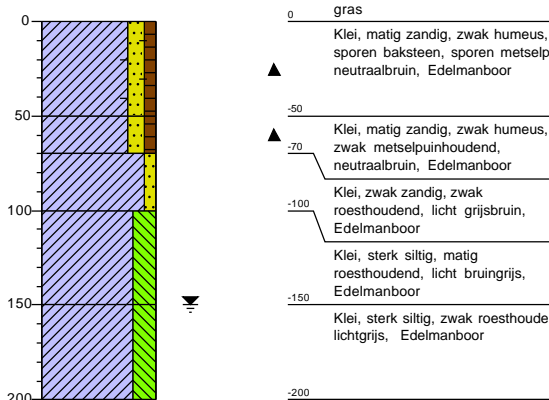 gras
0
0
Klei, matig zandig, zwak humeus,
sporen baksteen, sporen metselp
neutraalbruin, Edelmanboor
50
-50
Klei, matig zandig, zwak humeus,
zwak metselpuinhoudend,
neutraalbruin, Edelmanboor
-70
Klei, zwak zandig, zwak
roesthoudend, licht grijsbruin,
Edelmanboor
100
-100
Klei, sterk siltig, matig
roesthoudend, licht bruingrijs,
Edelmanboor
150
-150
Klei, sterk siltig, zwak roesthoude
lichtgrijs, Edelmanboor
200
-200